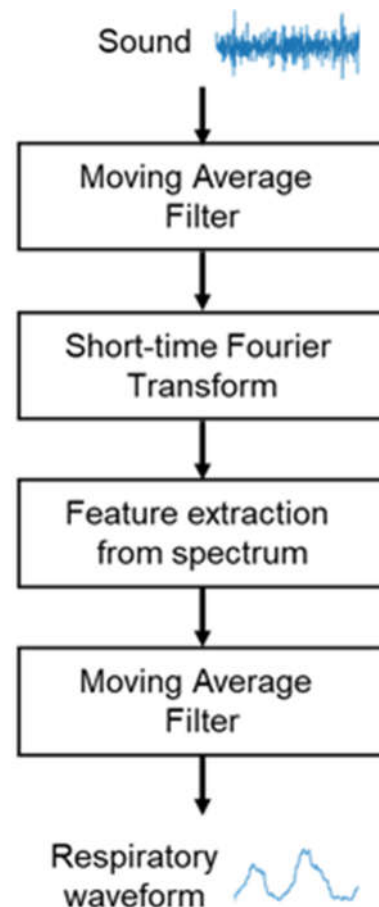 Sound
Moving Average
Filter
Short-time Fourier
Transform
Feature extraction
from spectrum
Moving Average
Filter
Respiratory
waveform